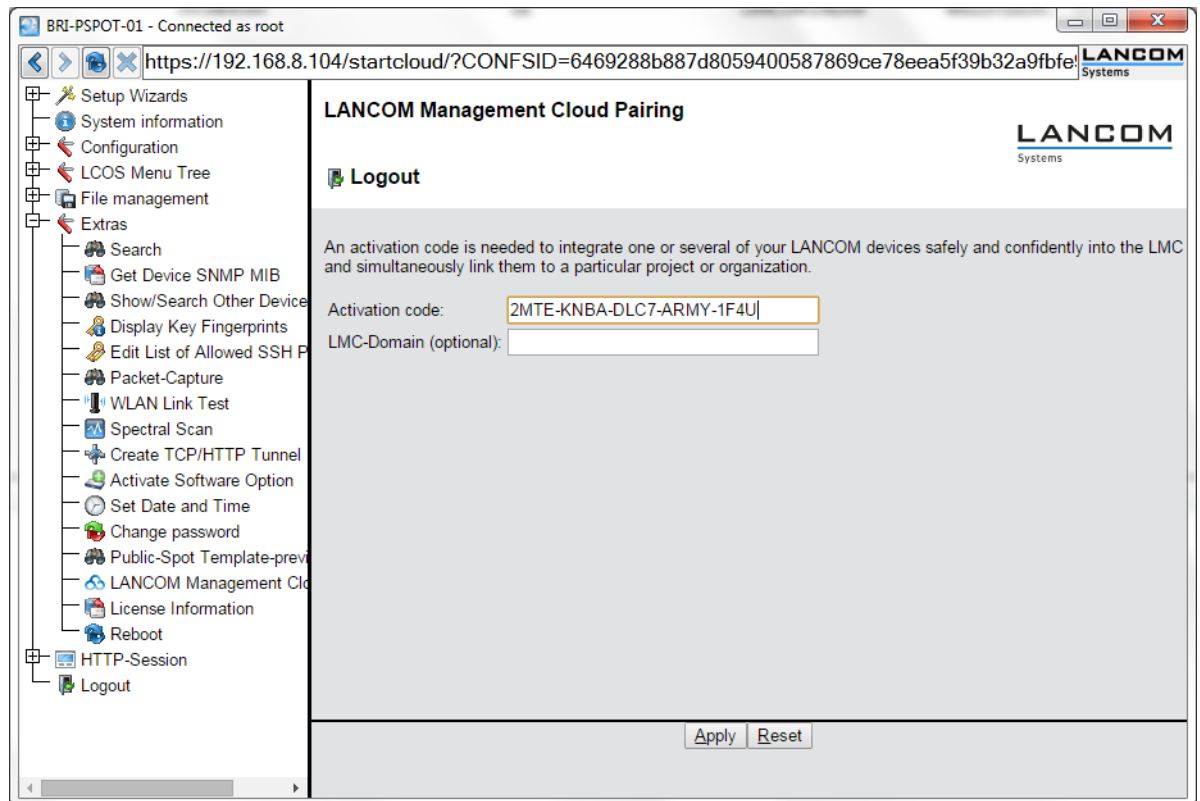 BRI-PSPOT-01 - Connected as root
https://192.168.8.104/startcloud/?CONFSID=6469288b887d8059400587869ce78eea5f39b32a9fbfe
LANCOM
Systems
Setup Wizards
System information
Configuration
LCOS Menu Tree
File management
Extras
Search
Get Device SNMP MIB
Show/Search Other Device
Display Key Fingerprints
Edit List of Allowed SSH P
Packet-Capture
WLAN Link Test
Spectral Scan
Create TCP/HTTP Tunnel
Activate Software Option
Set Date and Time
Change password
Public-Spot Template-previ
LANCOM Management Clo
License Information
Reboot
HTTP-Session
Logout
LANCOM Management Cloud Pairing
LANCOM
Systems
Logout
An activation code is needed to integrate one or several of your LANCOM devices safely and confidently into the LMC
and simultaneously link them to a particular project or organization.
Activation code: 2MTE-KNBA-DLC7-ARMY-1F4U
LMC-Domain (optional):
Apply Reset